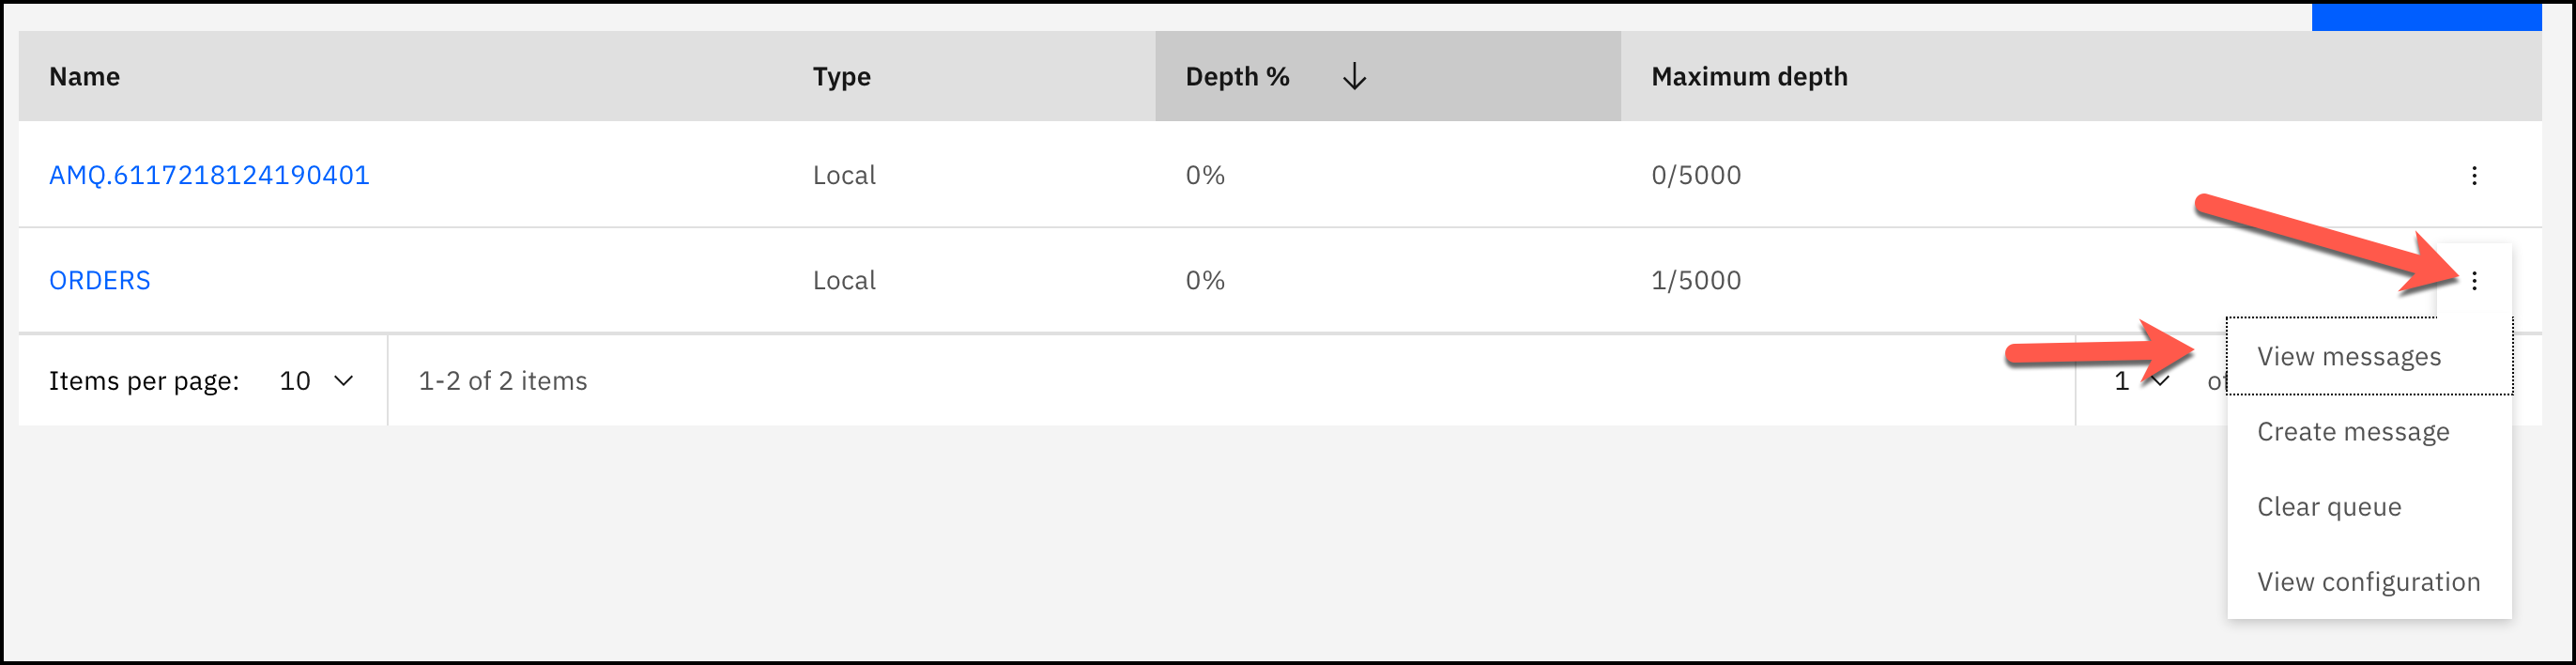 Name Type Depth % Maximum depth
AMQ.6117218124190401 Local 0% 0/5000
ORDERS Local 0% 1/5000
Items per page: 10 1-2 of 2 items 1
View messages
Create message
Clear queue
View configuration